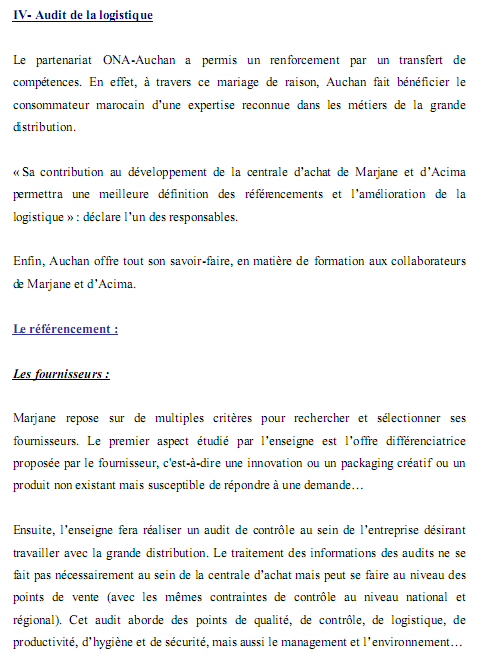 IV- Audit de la logistique
Le partenariat ONA-Auchan a permis un renforcement par un transfert de
compétences. En effet, à travers ce mariage de raison, Auchan fait bénéficier le
consommateur marocain d'une expertise reconnue dans les métiers de la grande
distribution.
« Sa contribution au développement de la centrale d'achat de Marjane et d'Acima
permettra une meilleure définition des référencements et l'amélioration de la
logistique » : déclare l'un des responsables.
Enfin, Auchan offre tout son savoir-faire, en matière de formation aux collaborateurs
de Marjane et d'Acima.
Le référencement :
Les fournisseurs :
Marjane repose sur de multiples critères pour rechercher et sélectionner ses
fournisseurs. Le premier aspect étudié par l'enseigne est l'offre différenciatrice
proposée par le fournisseur, c'est-à-dire une innovation ou un packaging créatif ou un
produit non existant mais susceptible de répondre à une demande…
Ensuite, l'enseigne fera réaliser un audit de contrôle au sein de l'entreprise désirant
travailler avec la grande distribution. Le traitement des informations des audits ne se
fait pas nécessairement au sein de la centrale d'achat mais peut se faire au niveau des
points de vente (avec les mêmes contraintes de contrôle au niveau national et
régional). Cet audit aborde des points de qualité, de contrôle, de logistique, de
productivité, d'hygiène et de sécurité, mais aussi le management et l'environnement…